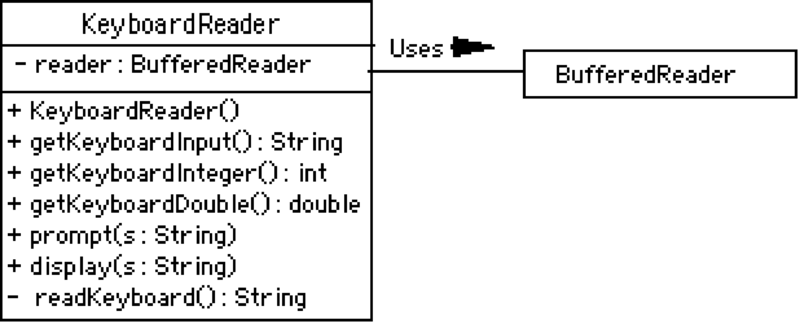 KeyboardReader
- reader : BufferedReader
+ KeyboardReader()
+ getKeyboardInput() : String
+ getKeyboardInteger() : int
+ getKeyboardDouble() : double
+ prompt(s : String)
+ display(s : String)
- readKeyboard() : String
Uses
BufferedReader